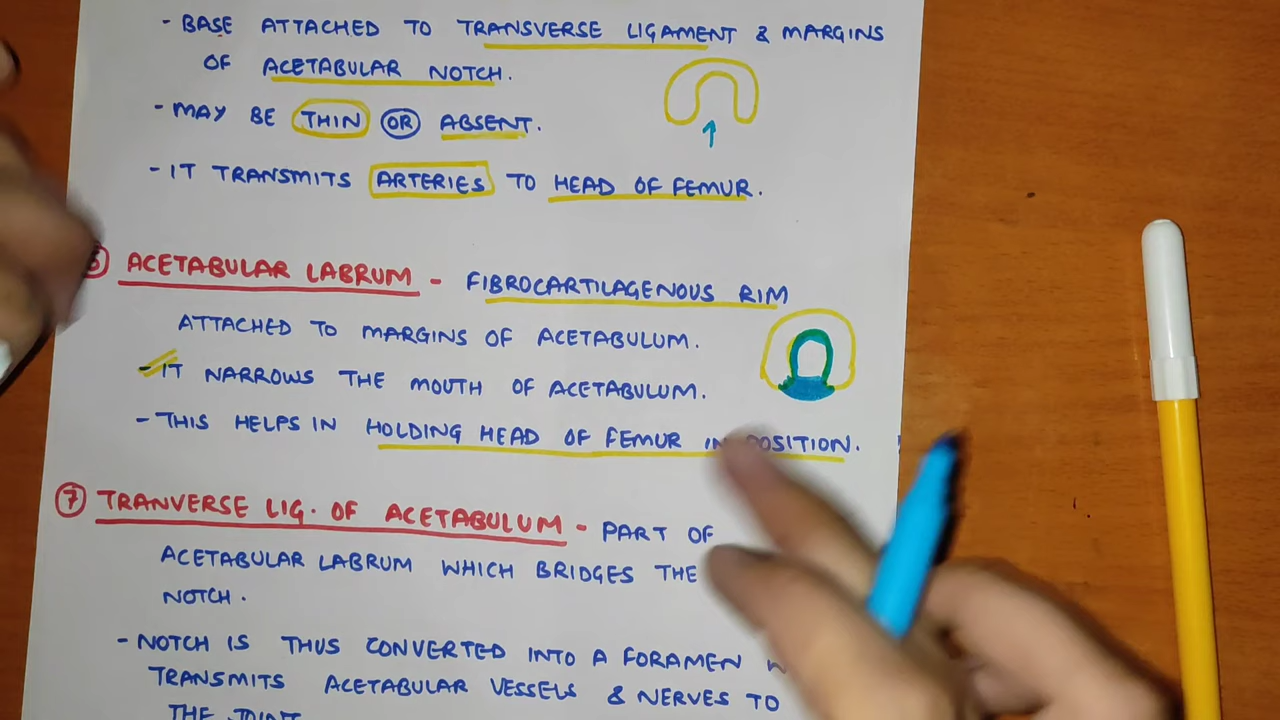 - BASE ATTACHED TO TRANSVERSE LIGAMENT & MARGINS
OF ACETABULAR NOTCH.
- MAY BE THIN OR ABSENT.
- IT TRANSMITS ARTERIES TO HEAD OF FEMUR.
ACETABULAR LABRUM - FIBROCARTILAGENOUS RIM
ATTACHED TO MARGINS OF ACETABULUM.
- IT NARROWS THE MOUTH OF ACETABULUM.
- THIS HELPS IN HOLDING HEAD OF FEMUR IN POSITION.
7 TRANVERSE LIG. OF ACETABULUM - PART OF
ACETABULAR LABRUM WHICH BRIDGES THE
NOTCH.
- NOTCH IS THUS CONVERTED INTO A FORAMEN
TRANSMITS ACETABULAR VESSELS & NERVES TO
THE JOINT